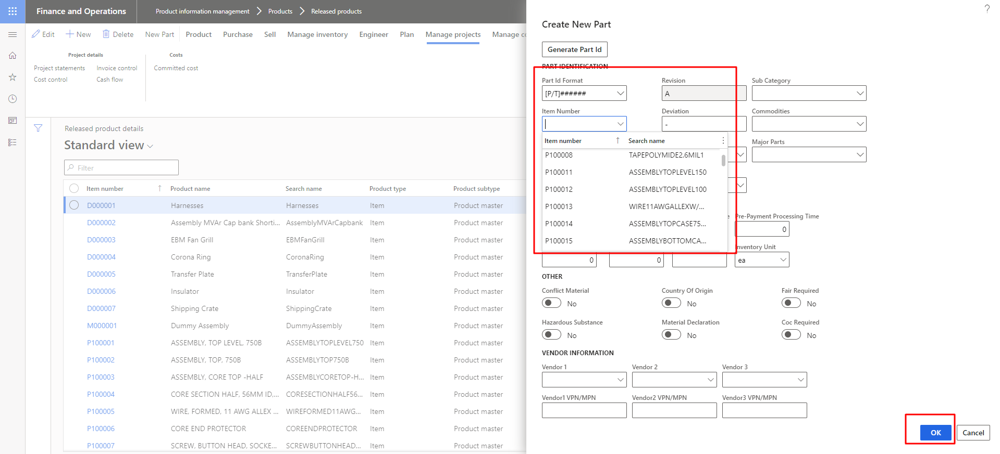 Finance and Operations
Product information management
Products
Released products
?
Edit
New
Delete
New Part
Product
Purchase
Sell
Manage inventory
Engineer
Plan
Manage projects
Manage c
Project details
Costs
Project statements
Invoice control
Committed cost
Cost control
Cash flow
Released product details
Standard view
Filter
Item number ↑ Product name Search name Product type Product subtype
D000001 Harnesses Harnesses Item Product master
D000002 Assembly MVAr Cap bank Shorti... AssemblyMVArCapbank Item Product master
D000003 EBM Fan Grill EBMFanGrill Item Product master
D000004 Corona Ring CoronaRing Item Product master
D000005 Transfer Plate TransferPlate Item Product master
D000006 Insulator Insulator Item Product master
D000007 Shipping Crate ShippingCrate Item Product master
M000001 Dummy Assembly DummyAssembly Item Product master
P100001 ASSEMBLY, TOP LEVEL, 750B ASSEMBLYTOPLEVEL750 Item Product master
P100002 ASSEMBLY, TOP, 750B ASSEMBLYTOP750B Item Product master
P100003 ASSEMBLY, CORE TOP -HALF ASSEMBLYCORETOP-H... Item Product master
P100004 CORE SECTION HALF, 56MM ID,... CORESECTIONHALF56... Item Product master
P100005 WIRE, FORMED, 11 AWG ALLEX ... WIREFORMED11AWG... Item Product master
P100006 CORE END PROTECTOR COREENDPROTECTOR Item Product master
P100007 SCREW, BUTTON HEAD, SOCKE... SCREWBUTTONHEAD... Item Product master
Create New Part
Generate Part Id
PART IDENTIFICATION
Part Id Format Revision Sub Category
[P/T]###### A
Item Number Deviation Commodities
-
Item number ↑ Search name
Major Parts
P100008 TAPEPOLYMIDE2.6MIL1
P100011 ASSEMBLYTOPLEVEL150
P100012 ASSEMBLYTOPLEVEL100
P100013 WIRE11AWGALLEXW/...
P100014 ASSEMBLYTOPCASE75...
P100015 ASSEMBLYBOTTOMCA...
e Pre-Payment Processing Time
0
Inventory Unit
0 0 ea
OTHER
Conflict Material Country Of Origin Fair Required
No No No
Hazardous Substance Material Declaration Coc Required
No No No
VENDOR INFORMATION
Vendor 1 Vendor 2 Vendor 3
Vendor1 VPN/MPN Vendor2 VPN/MPN Vendor3 VPN/MPN
OK
Cancel